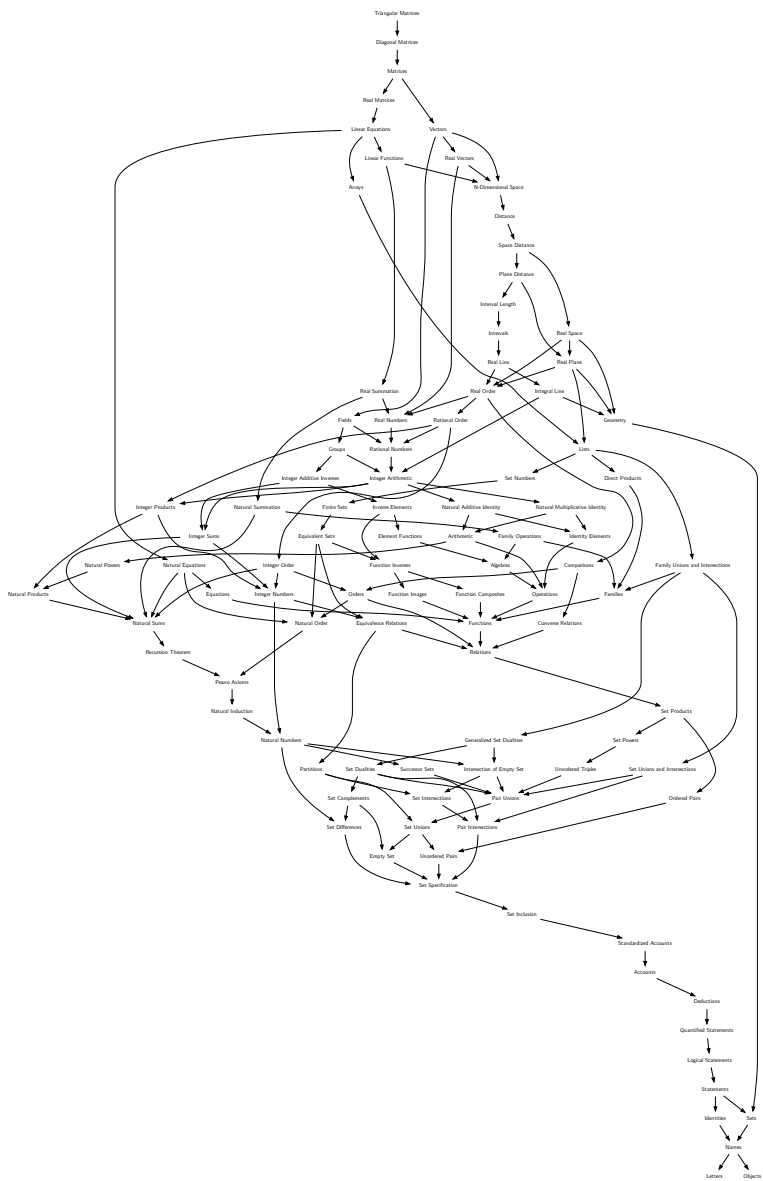 Triangular Matrices
Diagonal Matrices
Matrices
Real Matrices
Linear Equations Vectors
Linear Functions Real Vectors
Arrays N-Dimensional Space
Distance
Space Distance
Plane Distance
Interval Length
Intervals Real Space
Real Line Real Plane
Real Summation Real Order Integral Line
Fields Real Numbers Rational Order Geometry
Groups Rational Numbers Lists
Integer Additive Inverses Integer Arithmetic Set Numbers Direct Products
Integer Products Natural Summation Finite Sets Inverse Elements Natural Additive Identity Natural Multiplicative Identity
Integer Sums Equivalent Sets Element Functions Arithmetic Family Operations Identity Elements
Natural Powers Natural Equations Integer Order Function Inverses Algebras Comparisons Family Unions and Intersections
Natural Products Equations Integer Numbers Orders Function Images Function Composites Operations Families
Natural Sums Natural Order Equivalence Relations Functions Converse Relations
Recursion Theorem Relations
Peano Axioms
Natural Induction Set Products
Natural Numbers Generalized Set Dualities Set Powers
Partitions Set Dualities Successor Sets Intersection of Empty Set Unordered Triples Set Unions and Intersections
Set Complements Set Intersections Pair Unions Ordered Pairs
Set Differences Set Unions Pair Intersections
Empty Set Unordered Pairs
Set Specification
Set Inclusion
Standardized Accounts
Accounts
Deductions
Quantified Statements
Logical Statements
Statements
Identities Sets
Names
Letters Objects